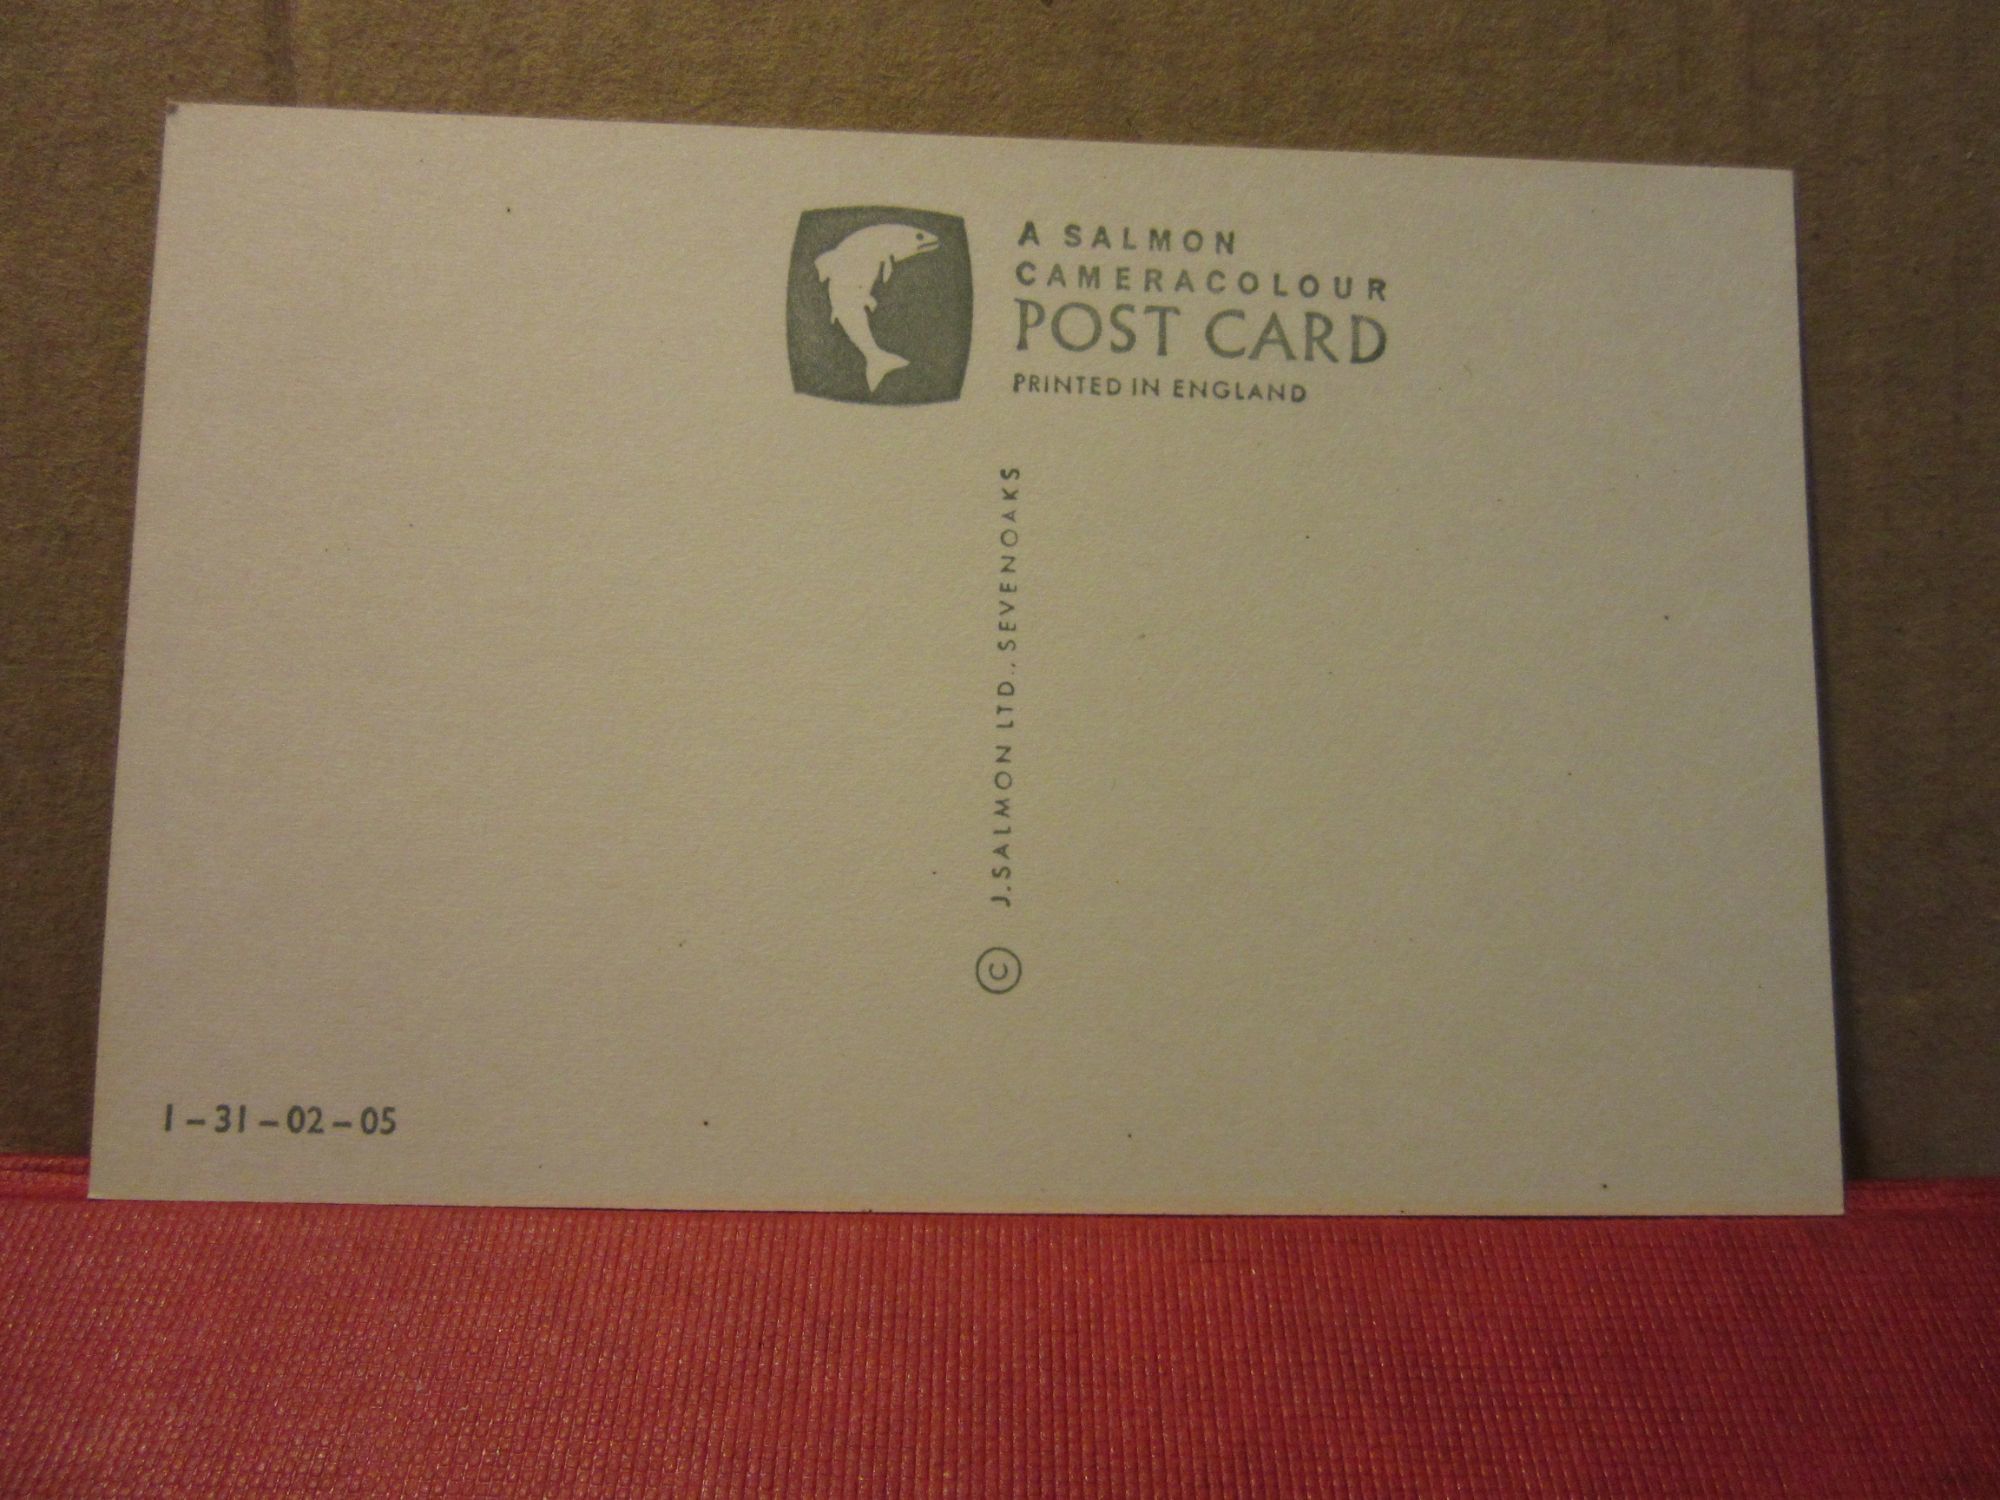 A SALMON
CAMERACOLOUR
POST CARD
PRINTED IN ENGLAND
© J. SALMON LTD., SEVENOAKS
1-31-02-05